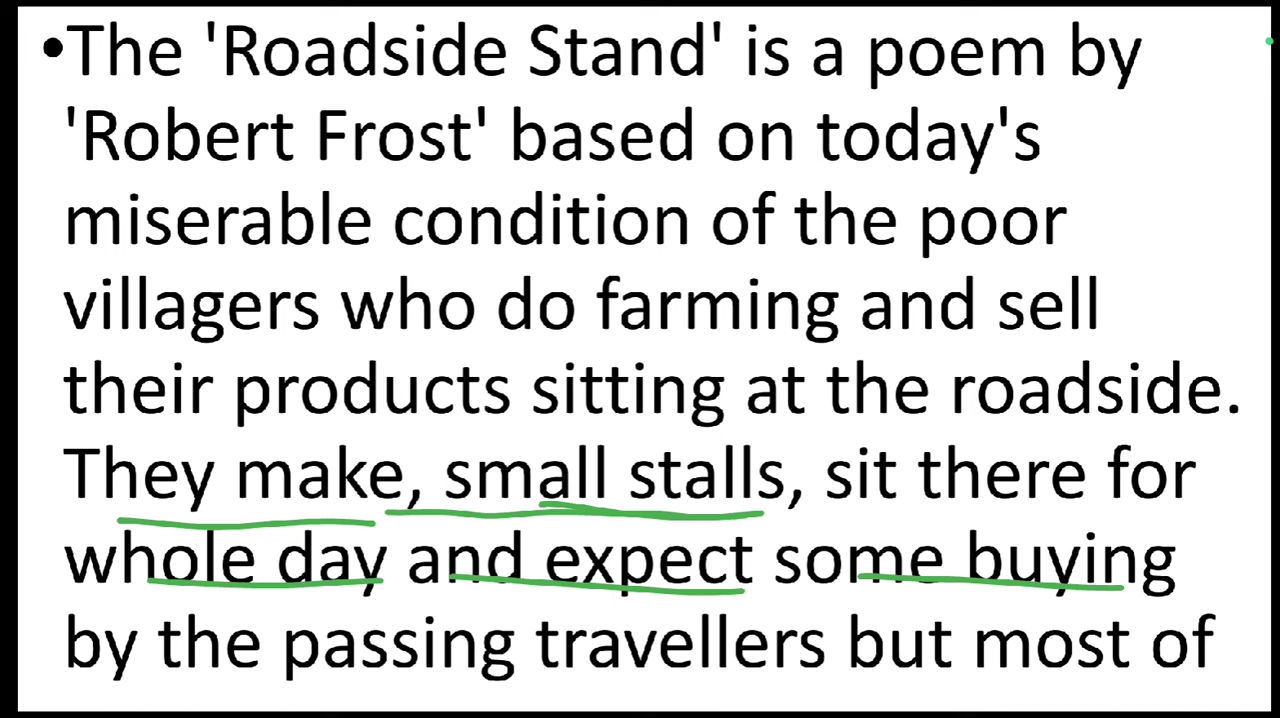 •The 'Roadside Stand' is a poem by
'Robert Frost' based on today's
miserable condition of the poor
villagers who do farming and sell
their products sitting at the roadside.
They make, small stalls, sit there for
whole day and expect some buying
by the passing travellers but most of